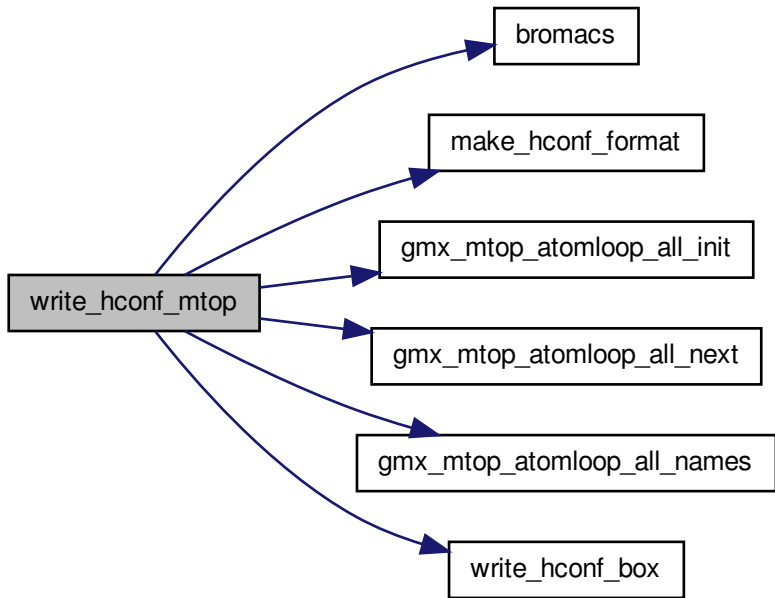 bromacs
make_hconf_format
gmx_mtop_atomloop_all_init
write_hconf_mtop
gmx_mtop_atomloop_all_next
gmx_mtop_atomloop_all_names
write_hconf_box